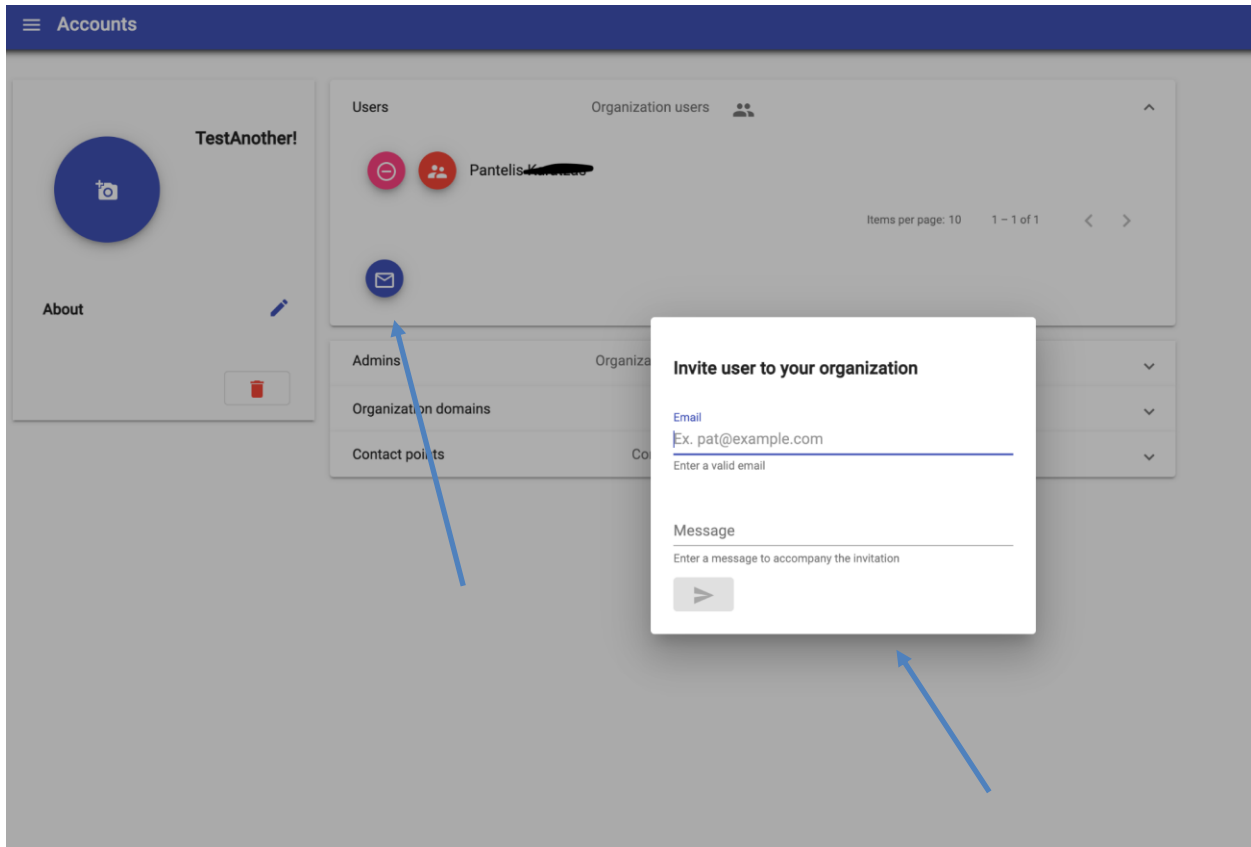 Accounts
TestAnother!
About
Users Organization users
Pantelis
Items per page: 10 1 – 1 of 1
Admins
Organization domains
Contact points
Invite user to your organization
Email
Ex. pat@example.com
Enter a valid email
Message
Enter a message to accompany the invitation